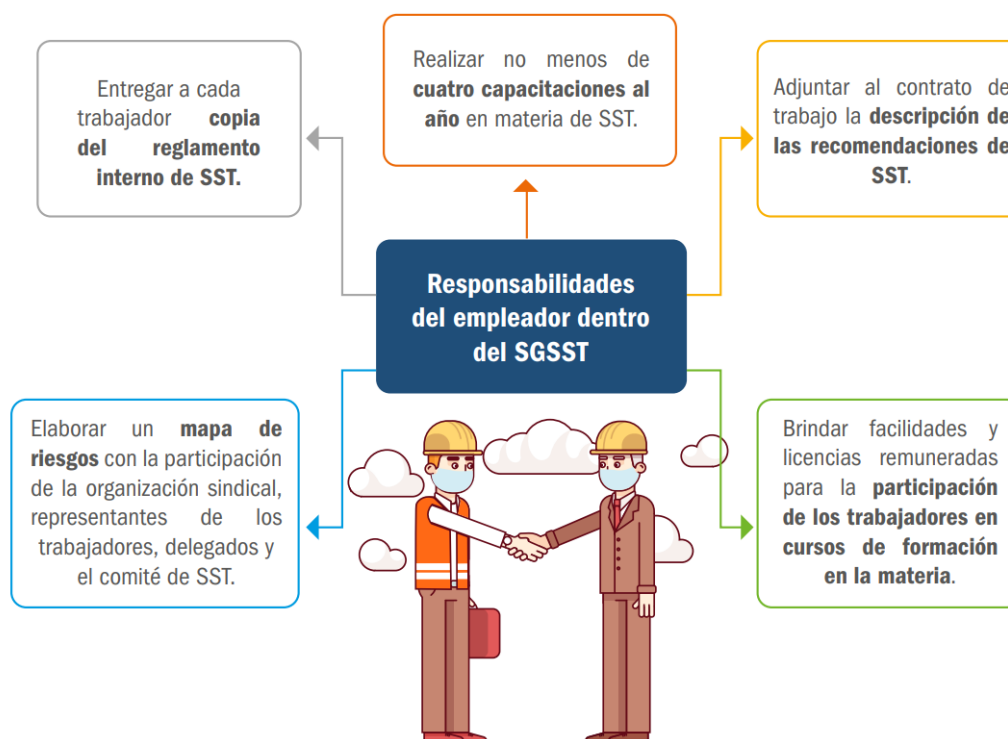 Entregar a cada
trabajador copia
del reglamento
interno de SST.
Realizar no menos de
cuatro capacitaciones al
año en materia de SST.
Adjuntar al contrato de
trabajo la descripción de
las recomendaciones de
SST.
Responsabilidades
del empleador dentro
del SGSST
Elaborar un mapa de
riesgos con la participación
de la organización sindical,
representantes de los
trabajadores, delegados y
el comité de SST.
Brindar facilidades y
licencias remuneradas
para la participación
de los trabajadores en
cursos de formación
en la materia.